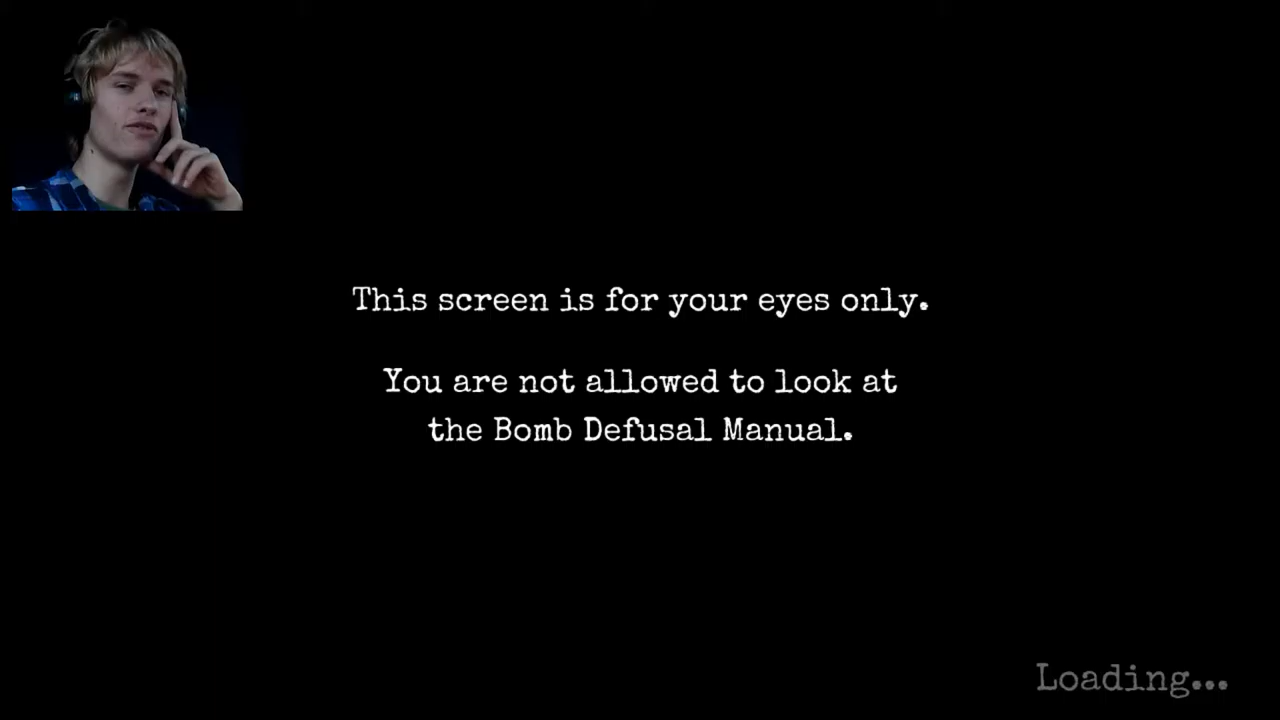 This screen is for your eyes only.
You are not allowed to look at
the Bomb Defusal Manual.
Loading...